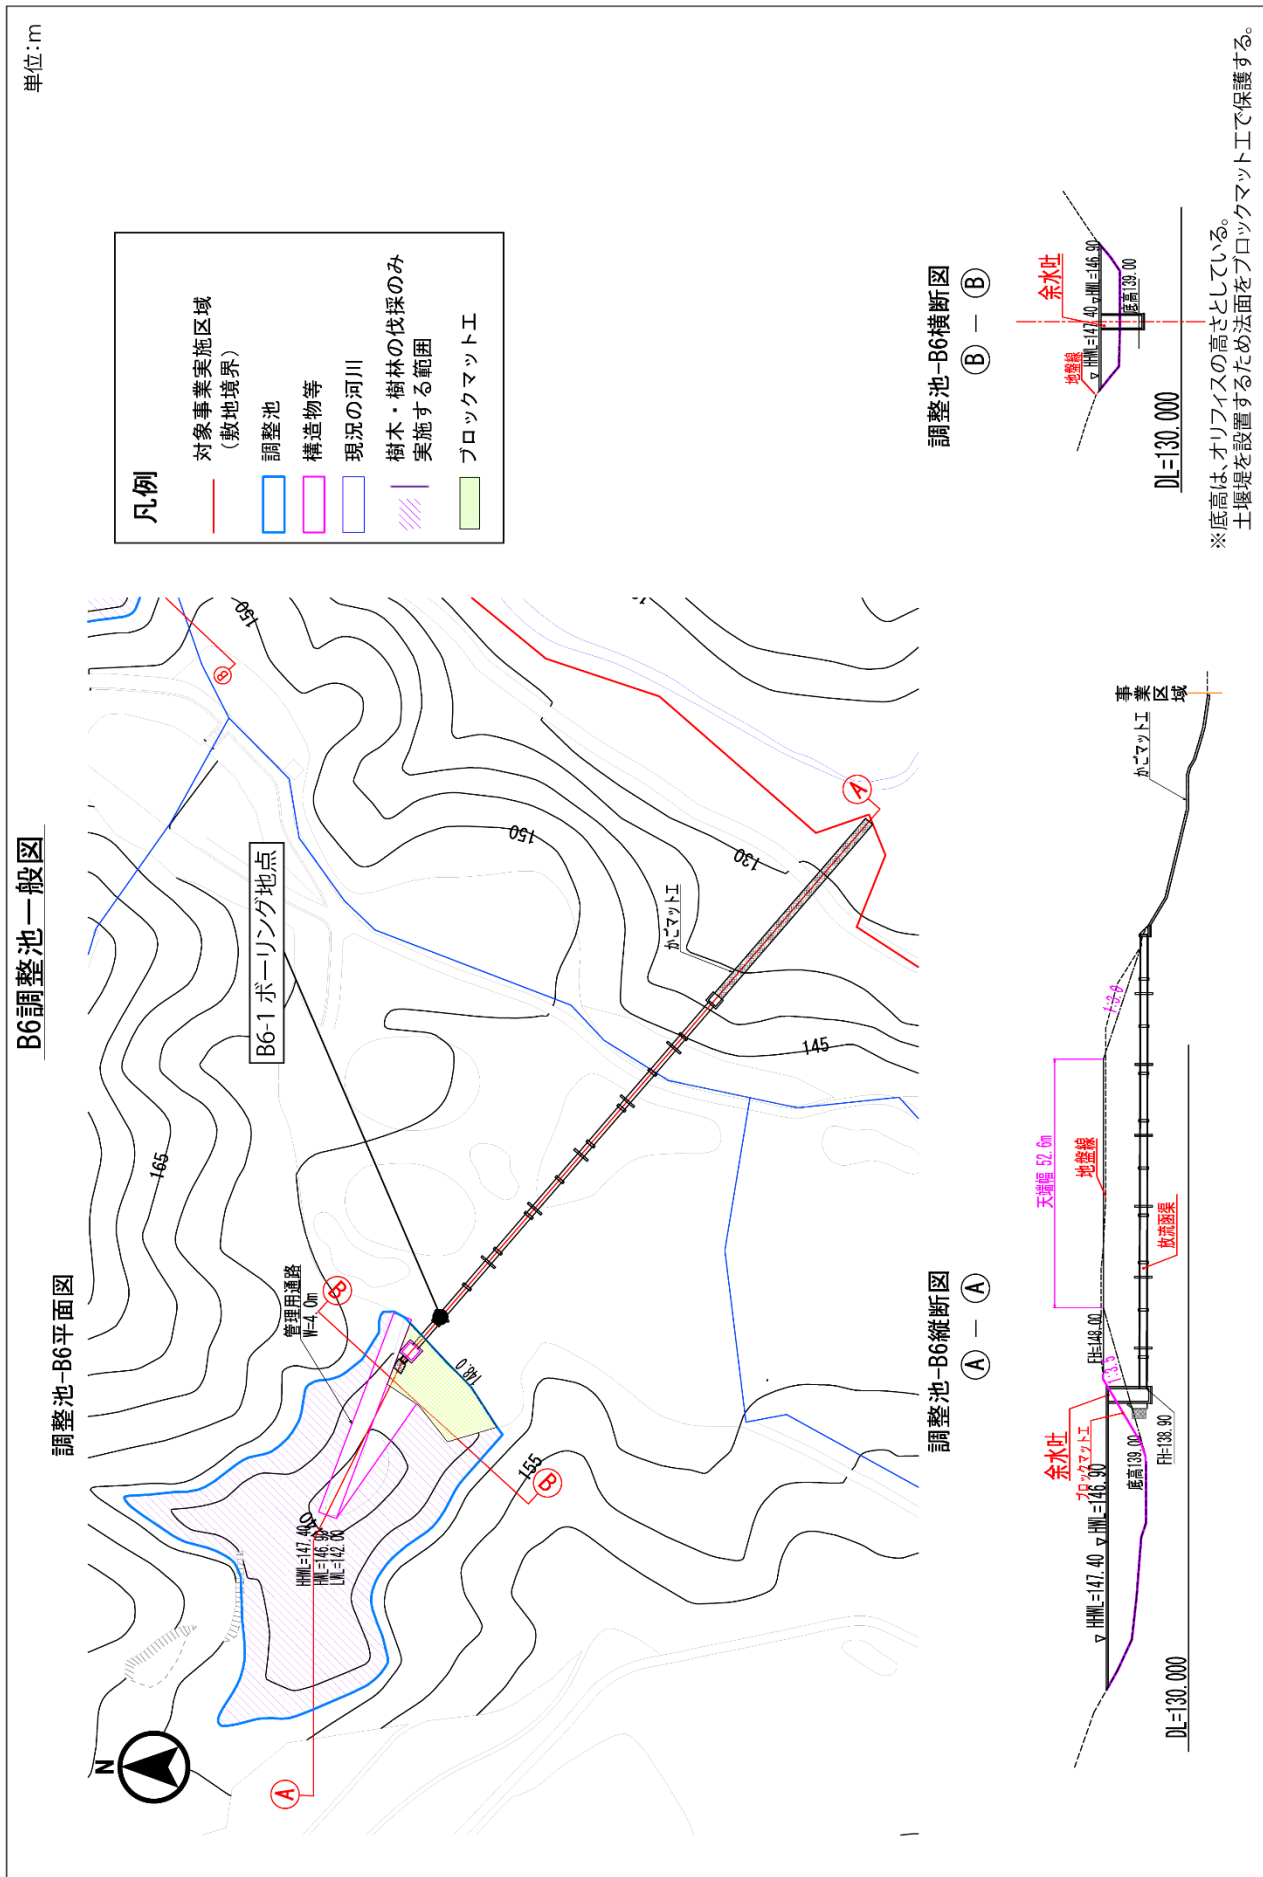 B6調整池一般図
単位:m
調整池-B6平面図
N
A
HHWL=147.40
HWL=146.90
LWL=142.00
140
管理用通路
W=4.0m
B
B
148.0
155
165
B6-1 ボーリング地点
145
150
130
かごマット工
A
B
150
凡例
対象事業実施区域
(敷地境界)
調整池
構造物等
現況の河川
樹木・樹林の伐採のみ
実施する範囲
ブロックマット工
調整池-B6縦断図
A — A
HHWL=147.40
HWL=146.90
余水吐
ブロックマット工
底高139.00
FH=138.90
FH=148.00
1:3.5
天端幅 52.6m
地盤線
放流函渠
1:3.0
かごマット工
事業区域
DL=130.000
調整池-B6横断図
B — B
余水吐
地盤線
HHWL=147.40
HWL=146.90
底高139.00
DL=130.000
※底高は、オリフィスの高さとしている。
土堰堤を設置するため法面をブロックマット工で保護する。